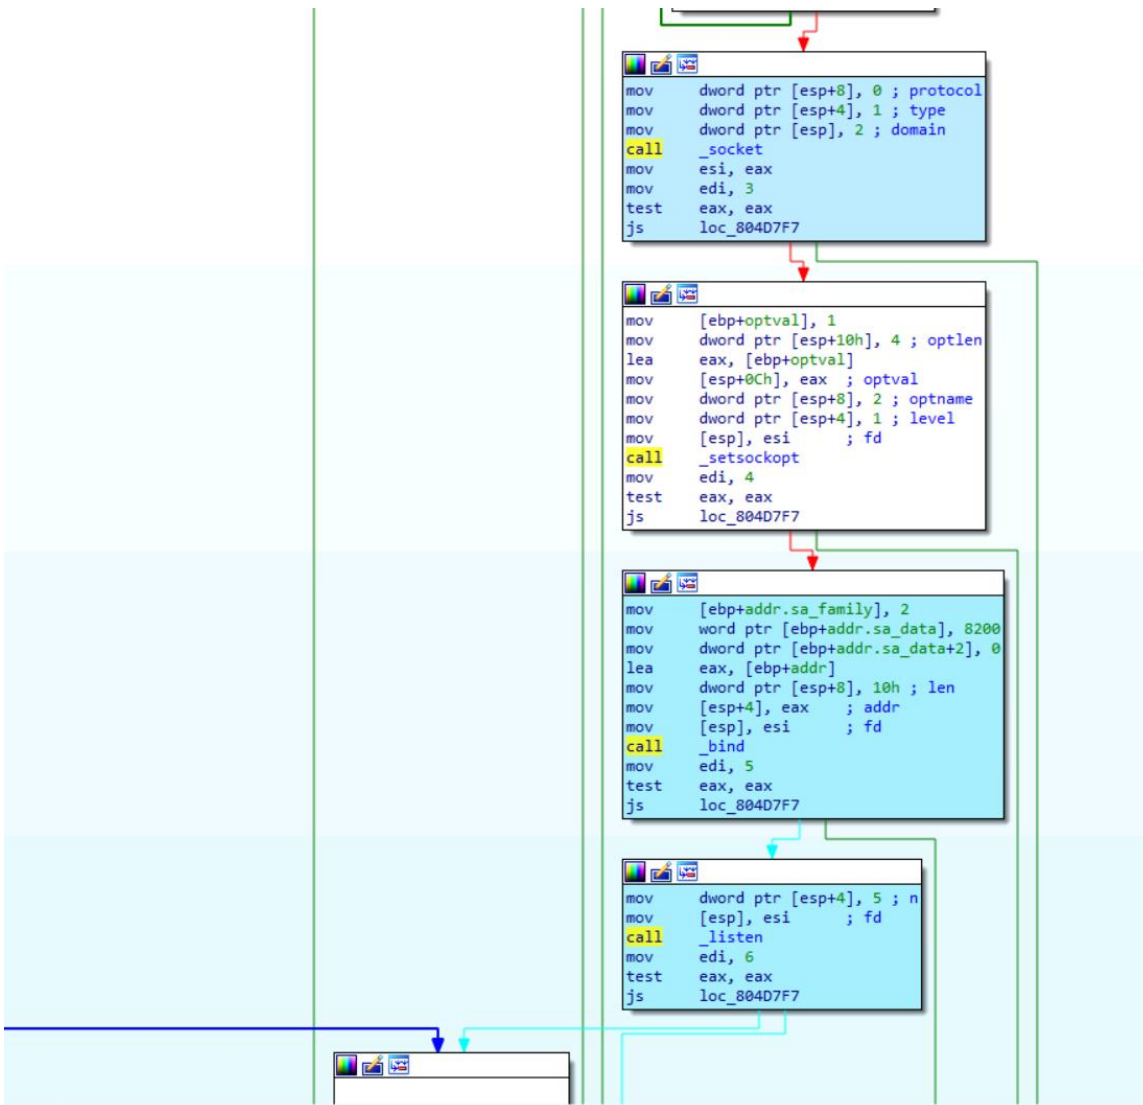 mov dword ptr [esp+8], 0 ; protocol
mov dword ptr [esp+4], 1 ; type
mov dword ptr [esp], 2 ; domain
call _socket
mov esi, eax
mov edi, 3
test eax, eax
js loc_804D7F7
mov [ebp+optval], 1
mov dword ptr [esp+10h], 4 ; optlen
lea eax, [ebp+optval]
mov [esp+0Ch], eax ; optval
mov dword ptr [esp+8], 2 ; optname
mov dword ptr [esp+4], 1 ; level
mov [esp], esi ; fd
call _setsockopt
mov edi, 4
test eax, eax
js loc_804D7F7
mov [ebp+addr.sa_family], 2
mov word ptr [ebp+addr.sa_data], 8200
mov dword ptr [ebp+addr.sa_data+2], 0
lea eax, [ebp+addr]
mov dword ptr [esp+8], 10h ; len
mov [esp+4], eax ; addr
mov [esp], esi ; fd
call _bind
mov edi, 5
test eax, eax
js loc_804D7F7
mov dword ptr [esp+4], 5 ; n
mov [esp], esi ; fd
call _listen
mov edi, 6
test eax, eax
js loc_804D7F7